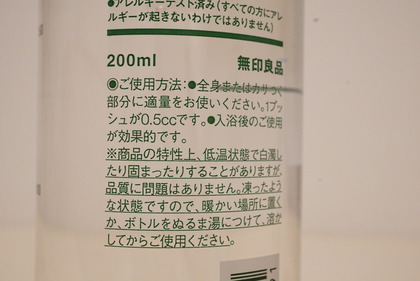 ●アレルギーテスト済み(すべての方にアレ
ルギーが起きないわけではありません)
200ml 無印良品
◉ご使用方法:●全身またはカサつく
部分に適量をお使いください。1プッ
シュが0.5ccです。●入浴後のご使用
が効果的です。
※商品の特性上、低温状態で白濁し
たり固まったりすることがありますが、
品質に問題はありません。凍ったよう
な状態ですので、暖かい場所に置く
か、ボトルをぬるま湯につけて、溶か
してからご使用ください。